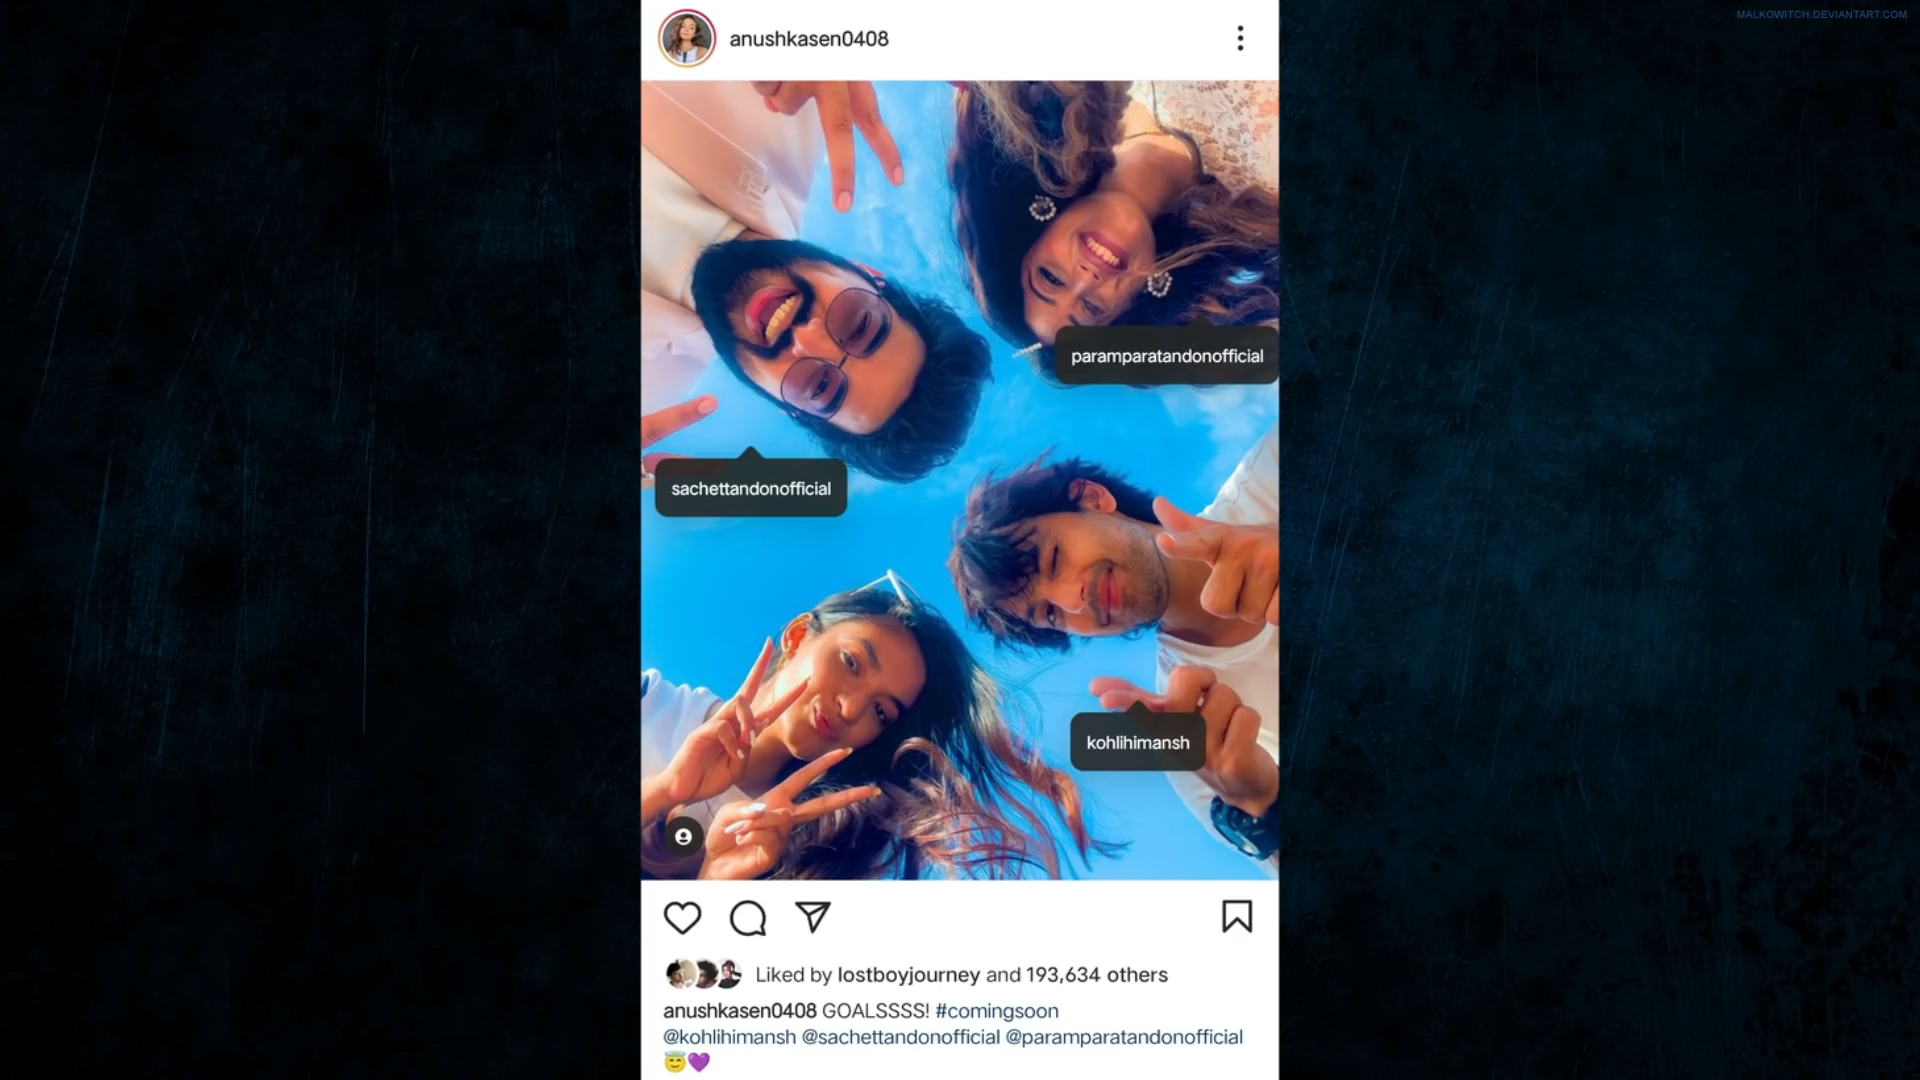 MALKOWITCH.DEVIANTART.COM
anushkasen0408
paramparatandonofficial
sachettandonofficial
kohlihimansh
Liked by lostboyjourney and 193,634 others
anushkasen0408 GOALSSSS! #comingsoon
@kohlihimansh @sachettandonofficial @paramparatandonofficial
😇💜